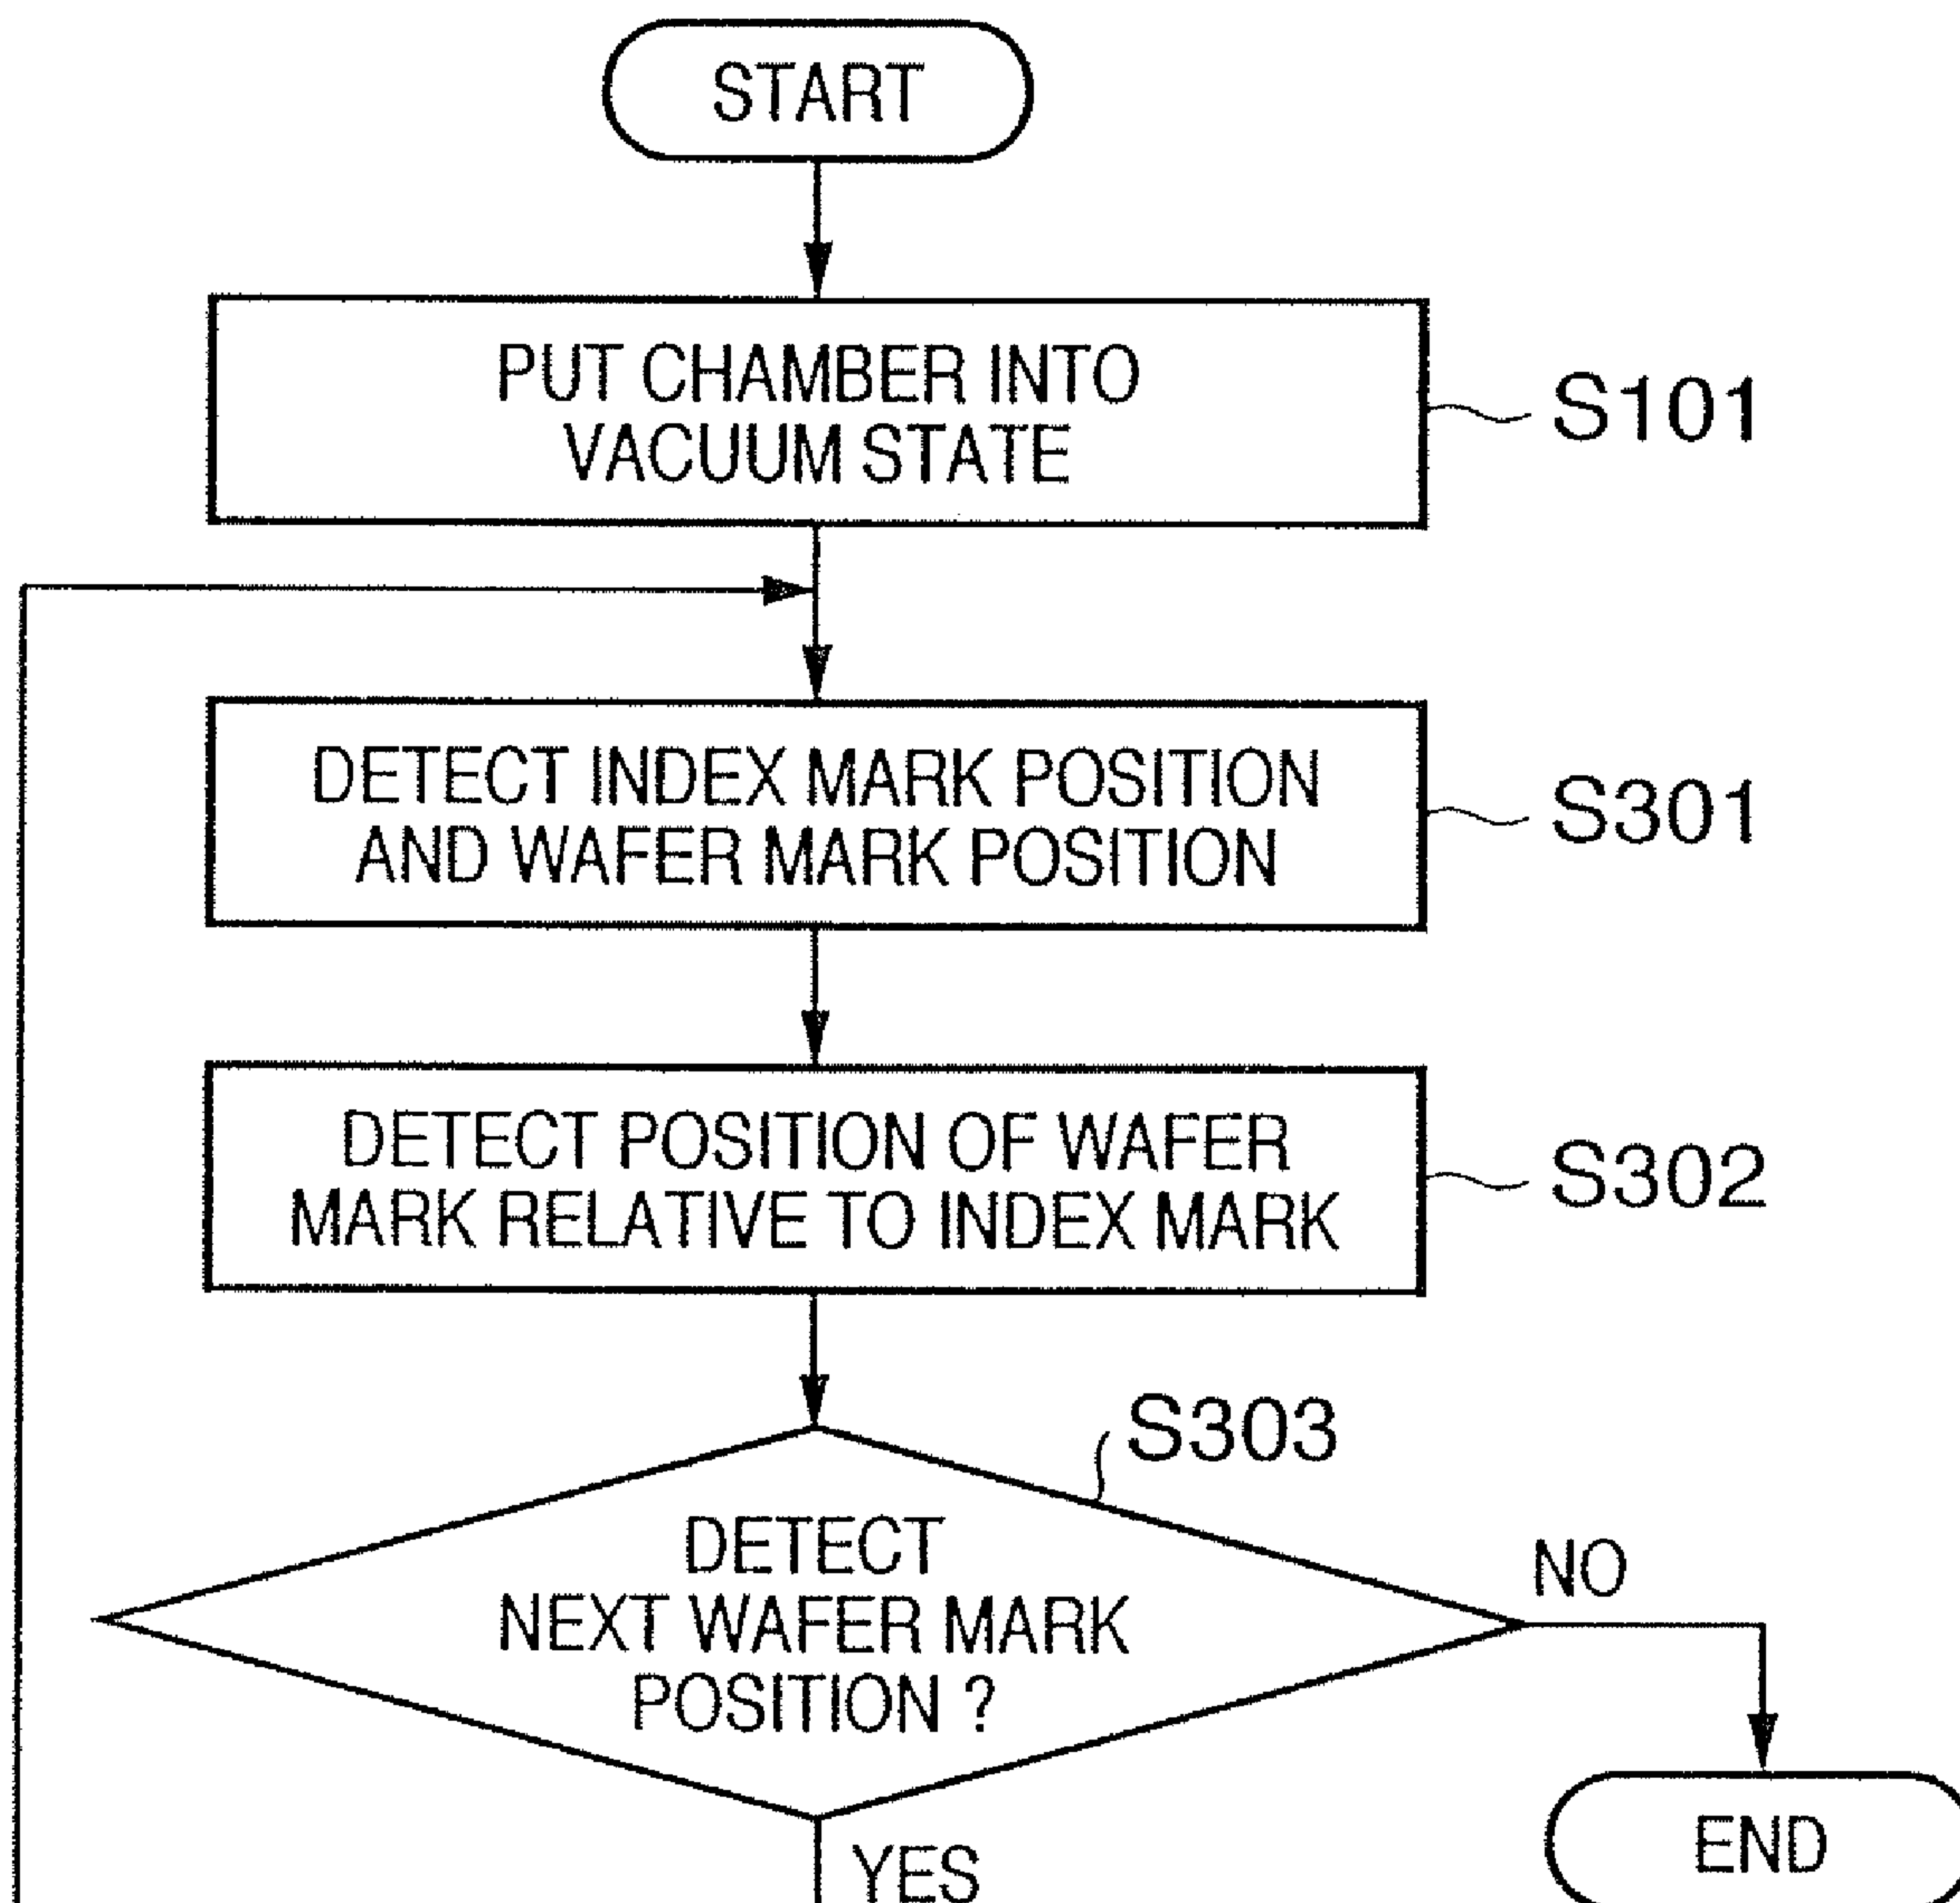 START
PUT CHAMBER INTO
VACUUM STATE
S101
DETECT INDEX MARK POSITION
AND WAFER MARK POSITION
S301
DETECT POSITION OF WAFER
MARK RELATIVE TO INDEX MARK
S302
S303
DETECT
NEXT WAFER MARK
POSITION ?
NO
YES
END